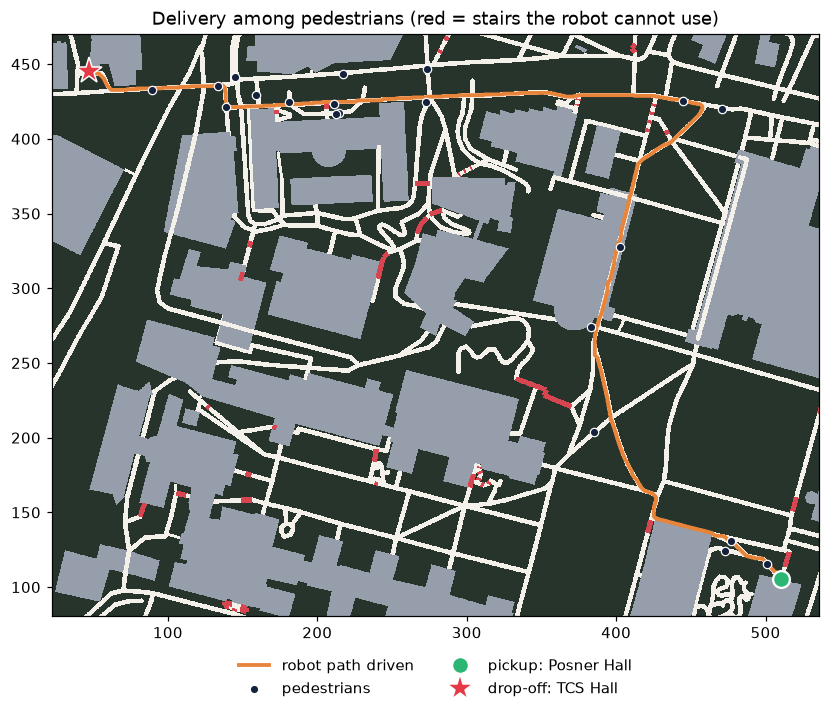 Delivery among pedestrians (red = stairs the robot cannot use)
450
400
350
300
250
200
150
100
100 200 300 400 500
robot path driven pickup: Posner Hall
pedestrians drop-off: TCS Hall